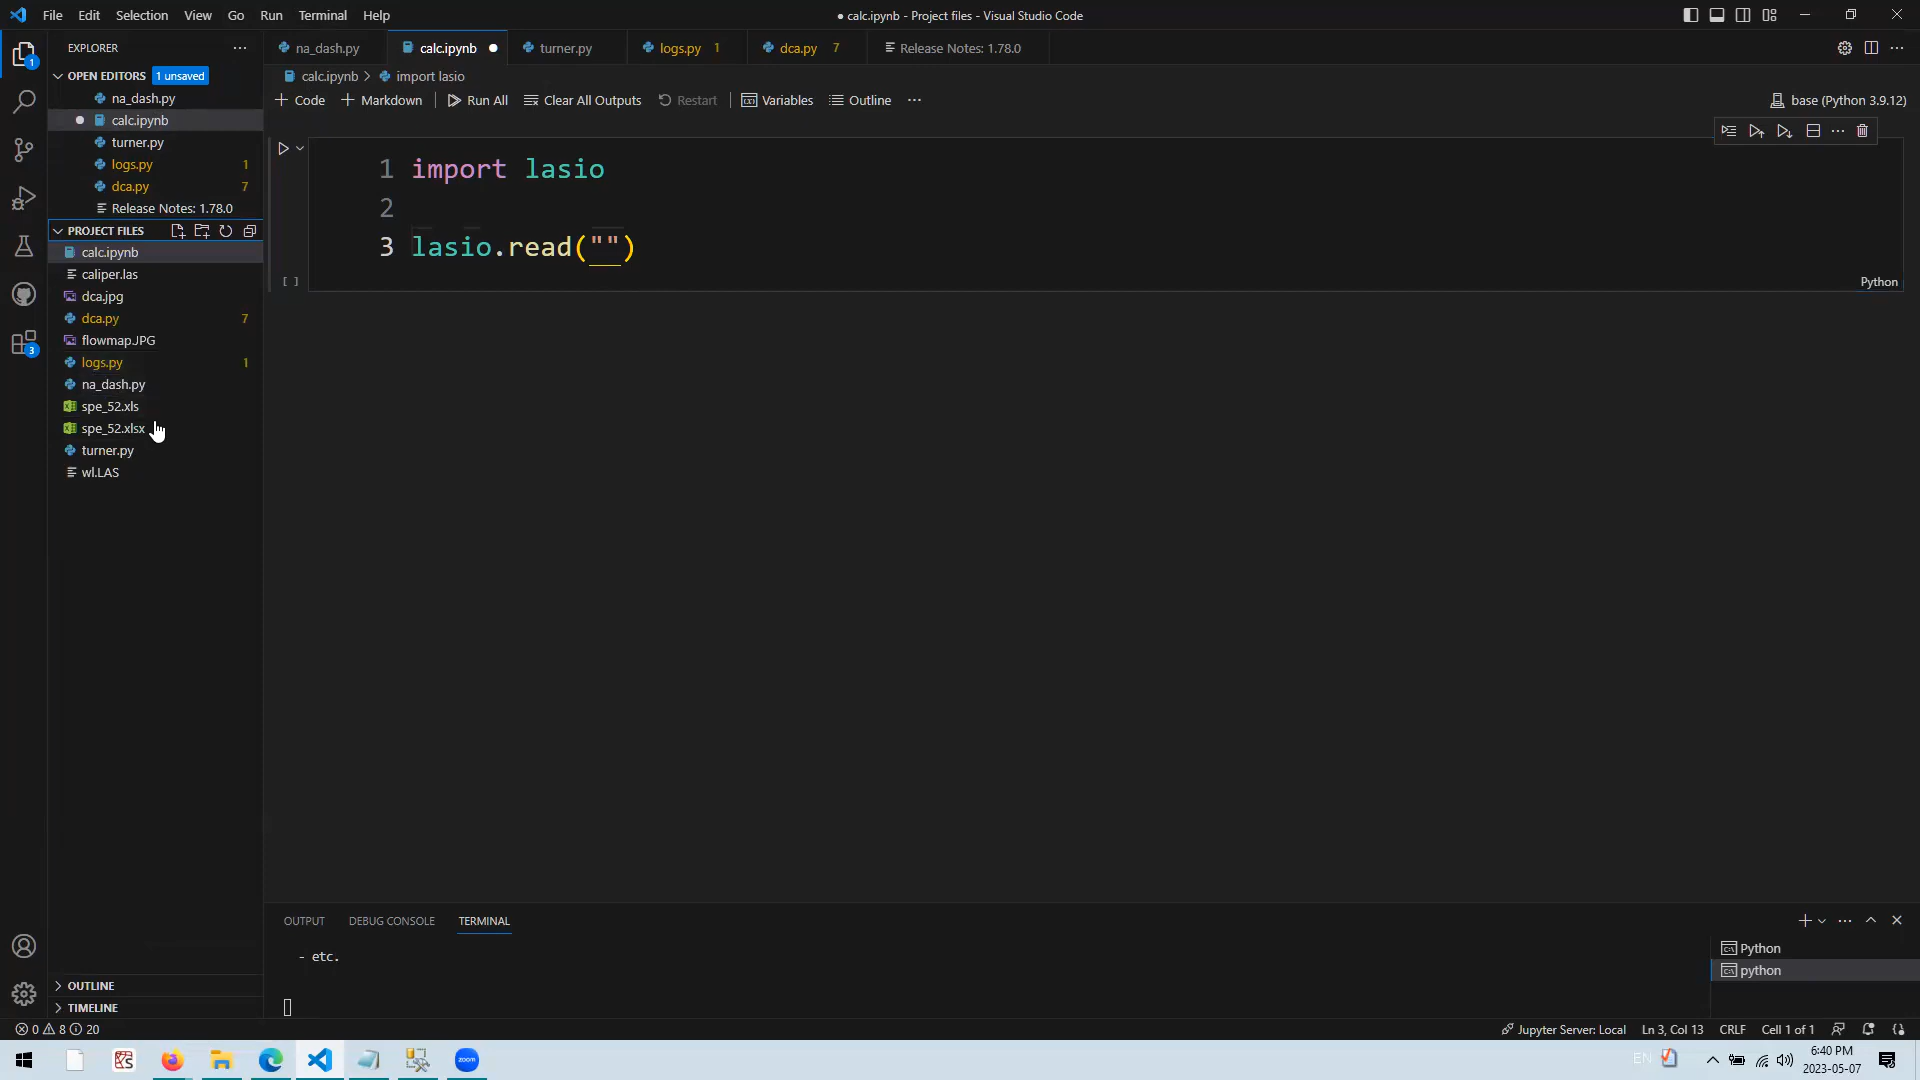 File Edit Selection View Go Run Terminal Help
● calc.ipynb - Project files - Visual Studio Code
EXPLORER
OPEN EDITORS 1 unsaved
na_dash.py
calc.ipynb
turner.py
logs.py 1
dca.py 7
Release Notes: 1.78.0
PROJECT FILES
calc.ipynb
caliper.las
dca.jpg
dca.py 7
flowmap.JPG
logs.py 1
na_dash.py
spe_52.xls
spe_52.xlsx
turner.py
wl.LAS
OUTLINE
TIMELINE
1
3
na_dash.py calc.ipynb turner.py logs.py 1 dca.py 7 Release Notes: 1.78.0
calc.ipynb > import lasio
+ Code + Markdown Run All Clear All Outputs Restart Variables Outline ...
base (Python 3.9.12)
1 import lasio
2
3 lasio.read("")
[ ]
Python
OUTPUT DEBUG CONSOLE TERMINAL
- etc.
Python
python
0 8 20
Jupyter Server: Local Ln 3, Col 13 CRLF Cell 1 of 1
zoom
EN
6:40 PM
2023-05-07